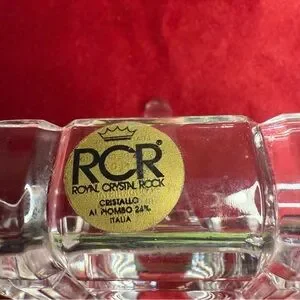 RCR®
ROYAL CRYSTAL ROCK
CRISTALLO
AL PIOMBO 24%
ITALIA